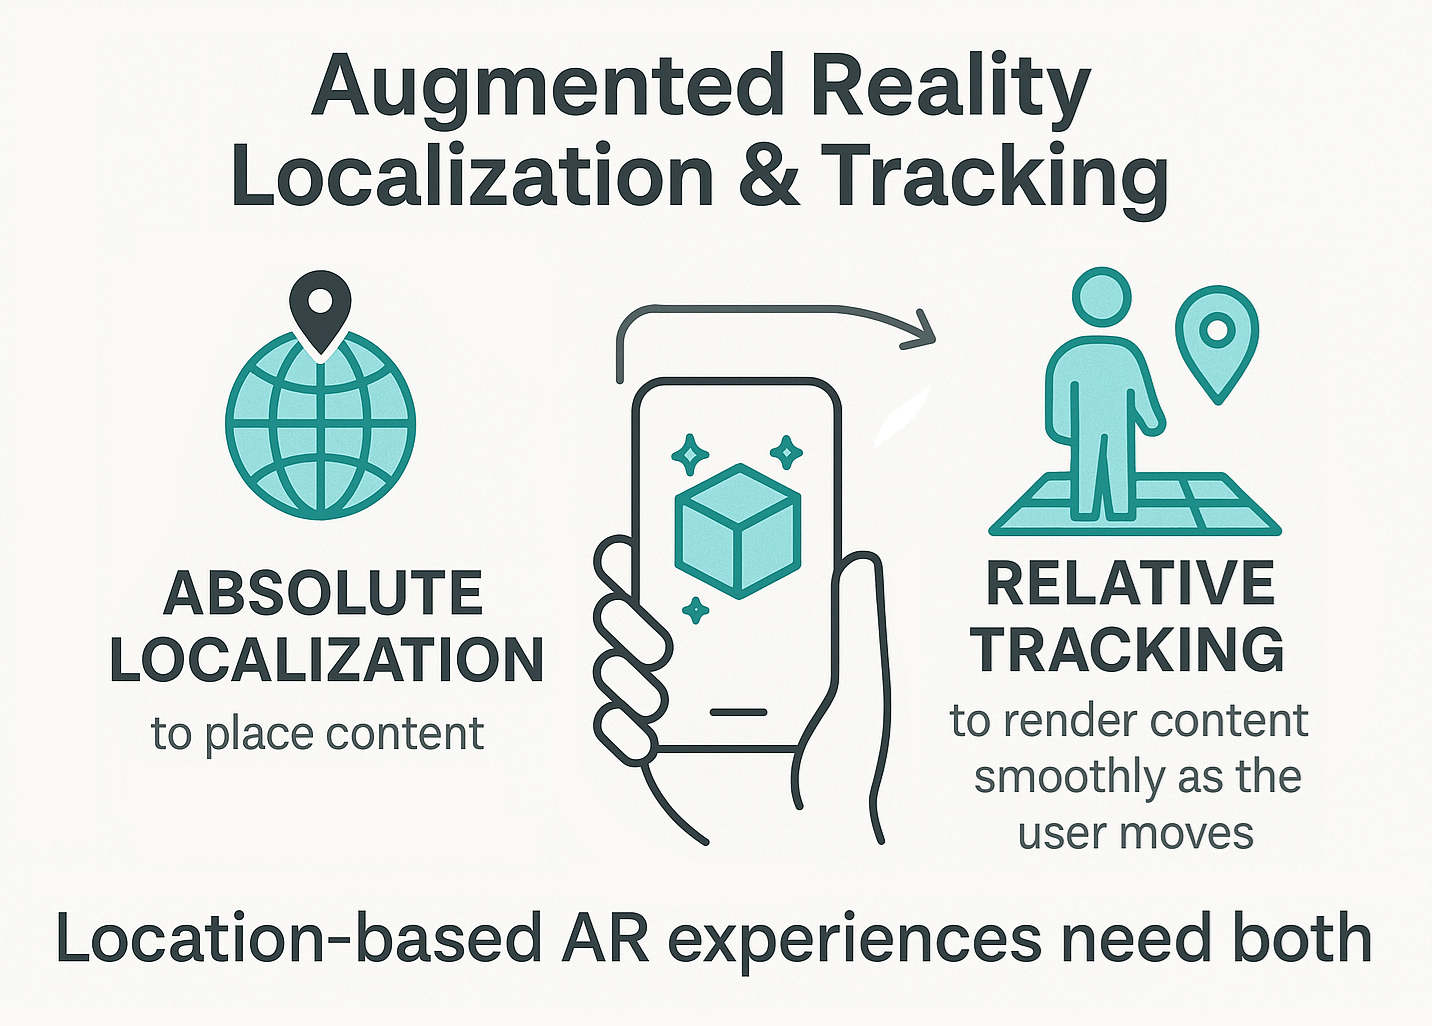 Augmented Reality
Localization & Tracking
ABSOLUTE
LOCALIZATION
to place content
RELATIVE
TRACKING
to render content
smoothly as the
user moves
Location-based AR experiences need both